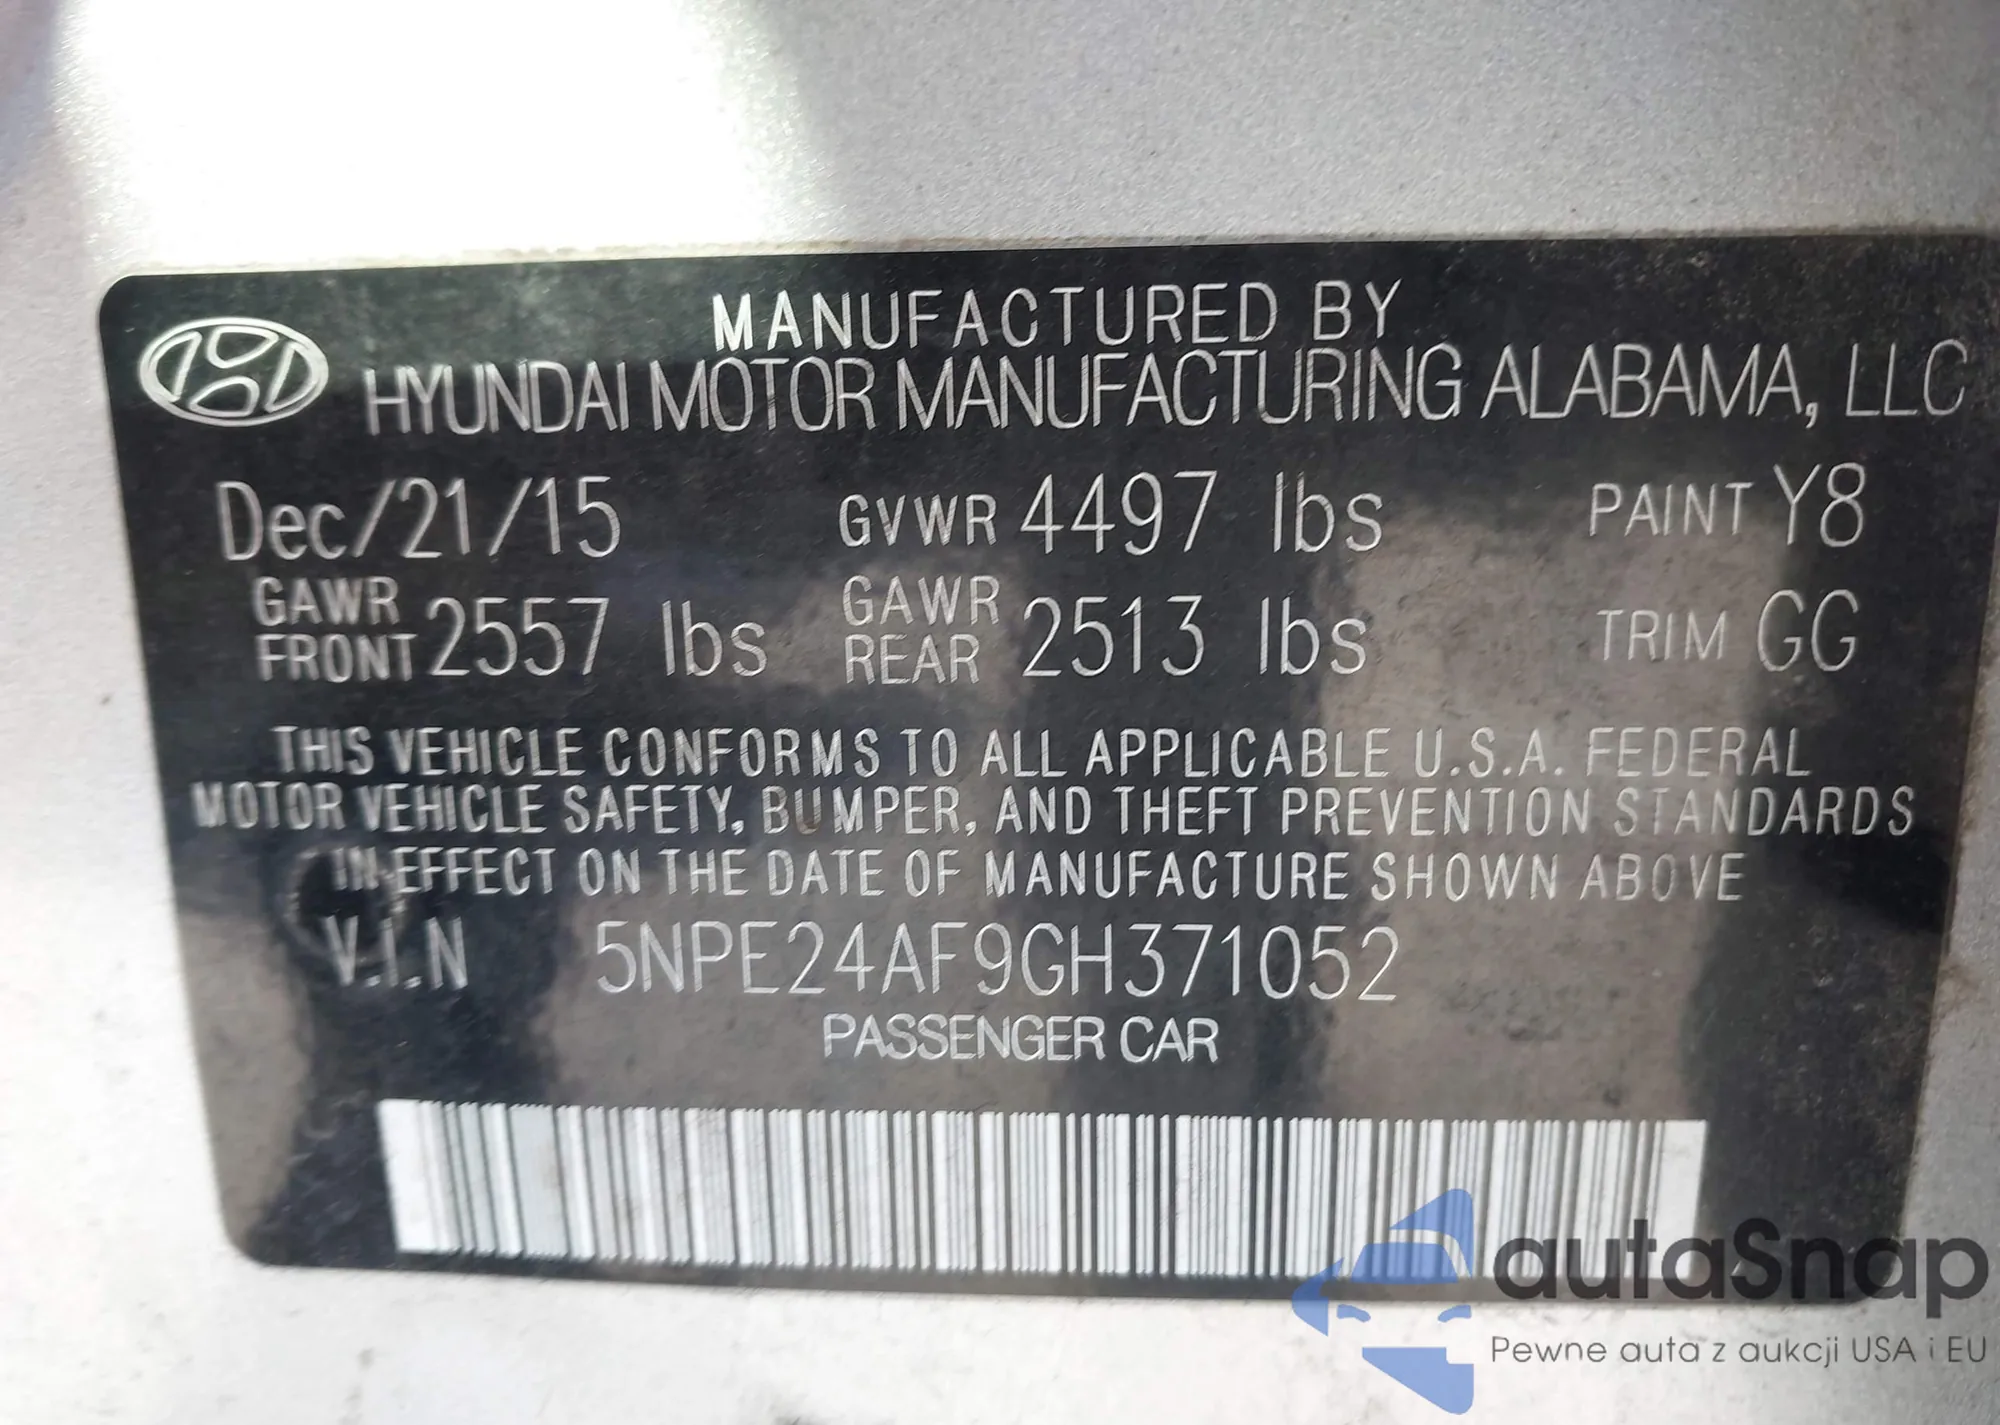 MANUFACTURED BY
HYUNDAI MOTOR MANUFACTURING ALABAMA, LLC
Dec/21/15 GVWR 4497 lbs PAINT Y8
GAWR FRONT 2557 lbs GAWR REAR 2513 lbs TRIM GG
THIS VEHICLE CONFORMS TO ALL APPLICABLE U.S.A. FEDERAL
MOTOR VEHICLE SAFETY, BUMPER, AND THEFT PREVENTION STANDARDS
IN EFFECT ON THE DATE OF MANUFACTURE SHOWN ABOVE
V.I.N 5NPE24AF9GH371052
PASSENGER CAR
autaSnap
Pewne auta z aukcji USA i EU